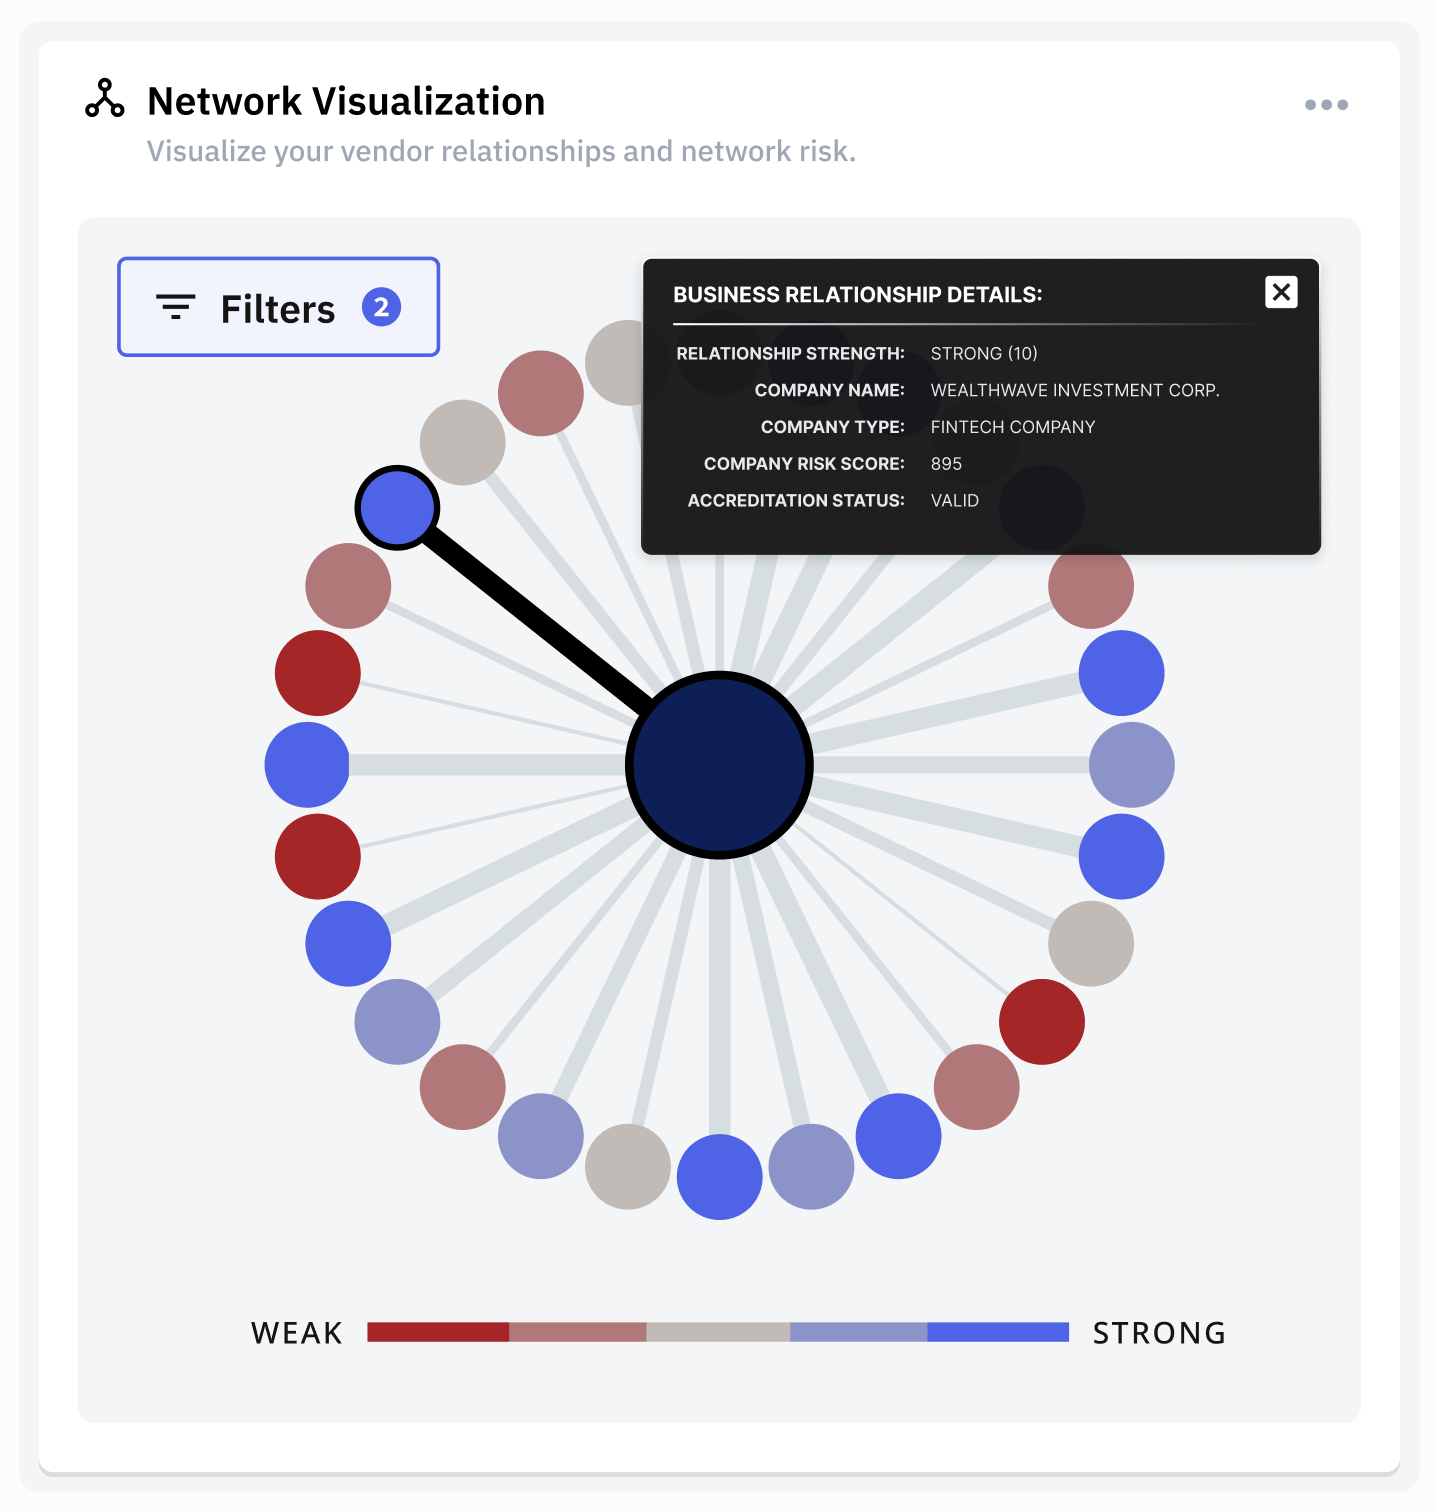 Network Visualization
Visualize your vendor relationships and network risk.
Filters 2
BUSINESS RELATIONSHIP DETAILS:
RELATIONSHIP STRENGTH: STRONG (10)
COMPANY NAME: WEALTHWAVE INVESTMENT CORP.
COMPANY TYPE: FINTECH COMPANY
COMPANY RISK SCORE: 895
ACCREDITATION STATUS: VALID
WEAK STRONG